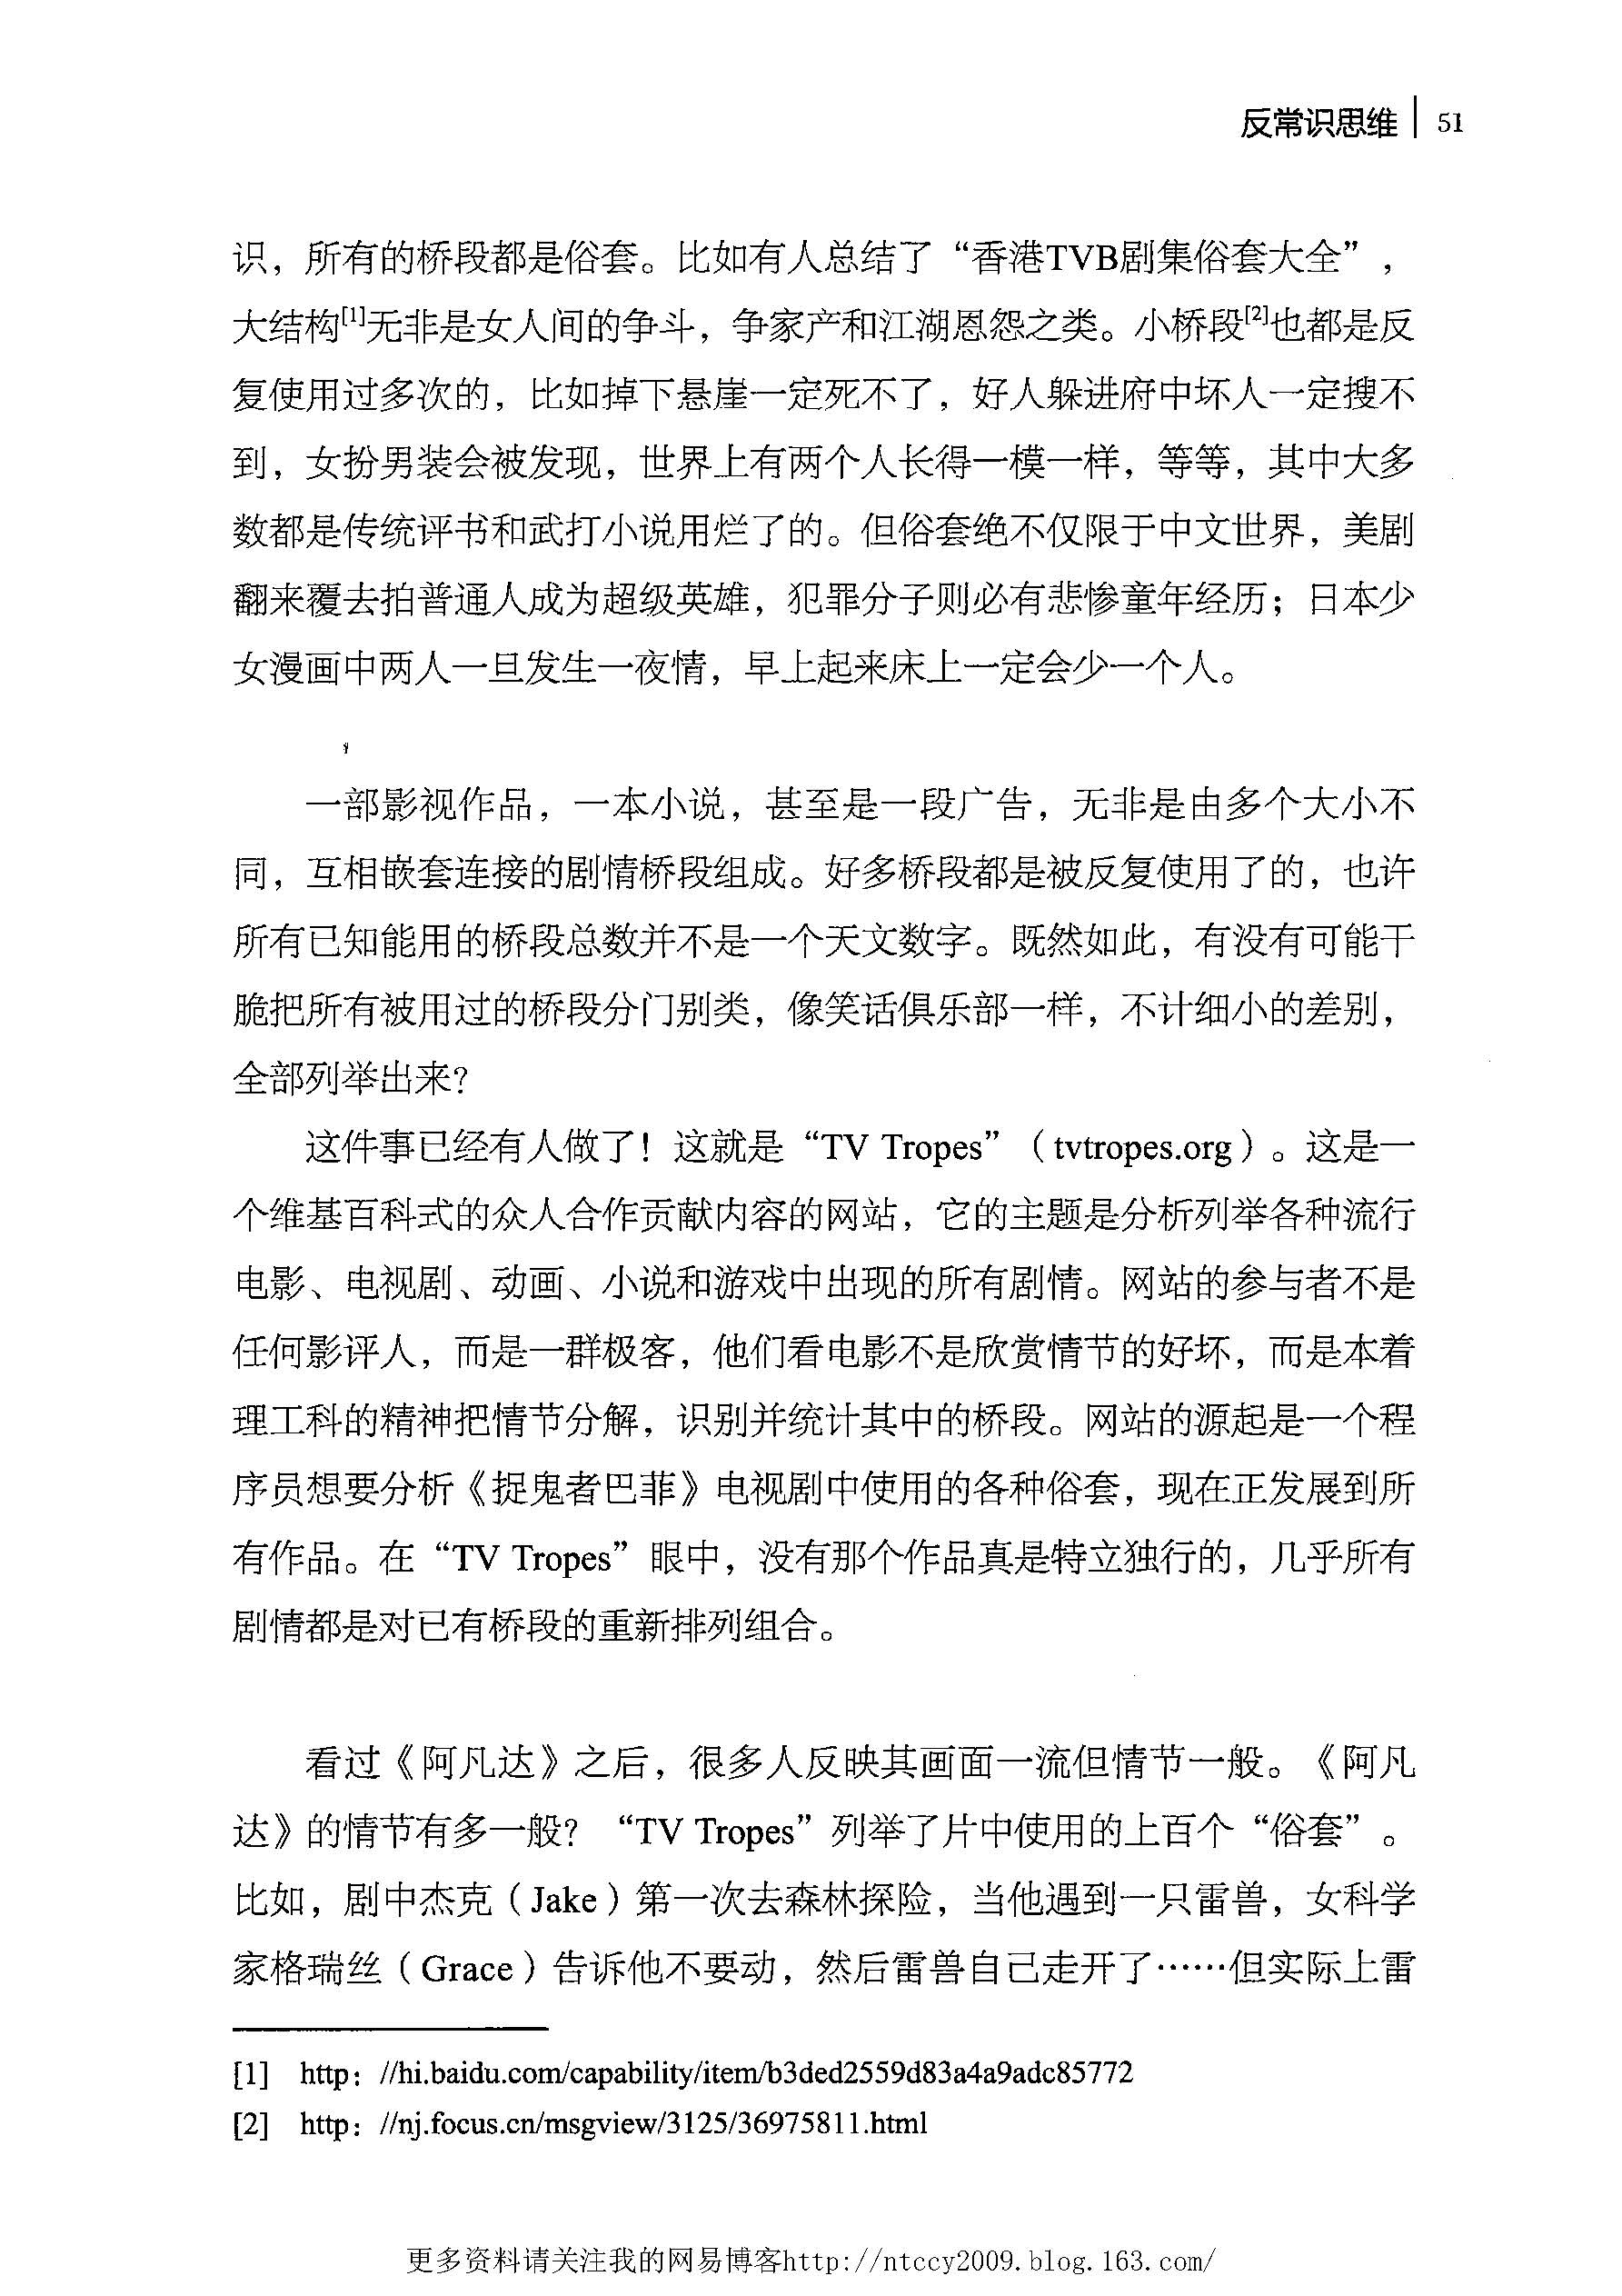 反常识思维 51
识，所有的桥段都是俗套。比如有人总结了“香港TVB剧集俗套大全”，
大结构[1]无非是女人间的争斗，争家产和江湖恩怨之类。小桥段[2]也都是反
复使用过多次的，比如掉下悬崖一定死不了，好人躲进府中坏人一定搜不
到，女扮男装会被发现，世界上有两个人长得一模一样，等等，其中大多
数都是传统评书和武打小说用烂了的。但俗套绝不仅限于中文世界，美剧
翻来覆去拍普通人成为超级英雄，犯罪分子则必有悲惨童年经历；日本少
女漫画中两人一旦发生一夜情，早上起来床上一定会少一个人。
一部影视作品，一本小说，甚至是一段广告，无非是由多个大小不
同，互相嵌套连接的剧情桥段组成。好多桥段都是被反复使用了的，也许
所有已知能用的桥段总数并不是一个天文数字。既然如此，有没有可能干
脆把所有被用过的桥段分门别类，像笑话俱乐部一样，不计细小的差别，
全部列举出来？
这件事已经有人做了！这就是“TV Tropes”（tvtropes.org）。这是一
个维基百科式的众人合作贡献内容的网站，它的主题是分析列举各种流行
电影、电视剧、动画、小说和游戏中出现的所有剧情。网站的参与者不是
任何影评人，而是一群极客，他们看电影不是欣赏情节的好坏，而是本着
理工科的精神把情节分解，识别并统计其中的桥段。网站的源起是一个程
序员想要分析《捉鬼者巴菲》电视剧中使用的各种俗套，现在正发展到所
有作品。在“TV Tropes”眼中，没有那个作品真是特立独行的，几乎所有
剧情都是对已有桥段的重新排列组合。
看过《阿凡达》之后，很多人反映其画面一流但情节一般。《阿凡
达》的情节有多一般？“TV Tropes”列举了片中使用的上百个“俗套”。
比如，剧中杰克（Jake）第一次去森林探险，当他遇到一只雷兽，女科学
家格瑞丝（Grace）告诉他不要动，然后雷兽自己走开了……但实际上雷
[1] http：//hi.baidu.com/capability/item/b3ded2559d83a4a9adc85772
[2] http：//nj.focus.cn/msgview/3125/36975811.html
更多资料请关注我的网易博客http://ntccy2009.blog.163.com/